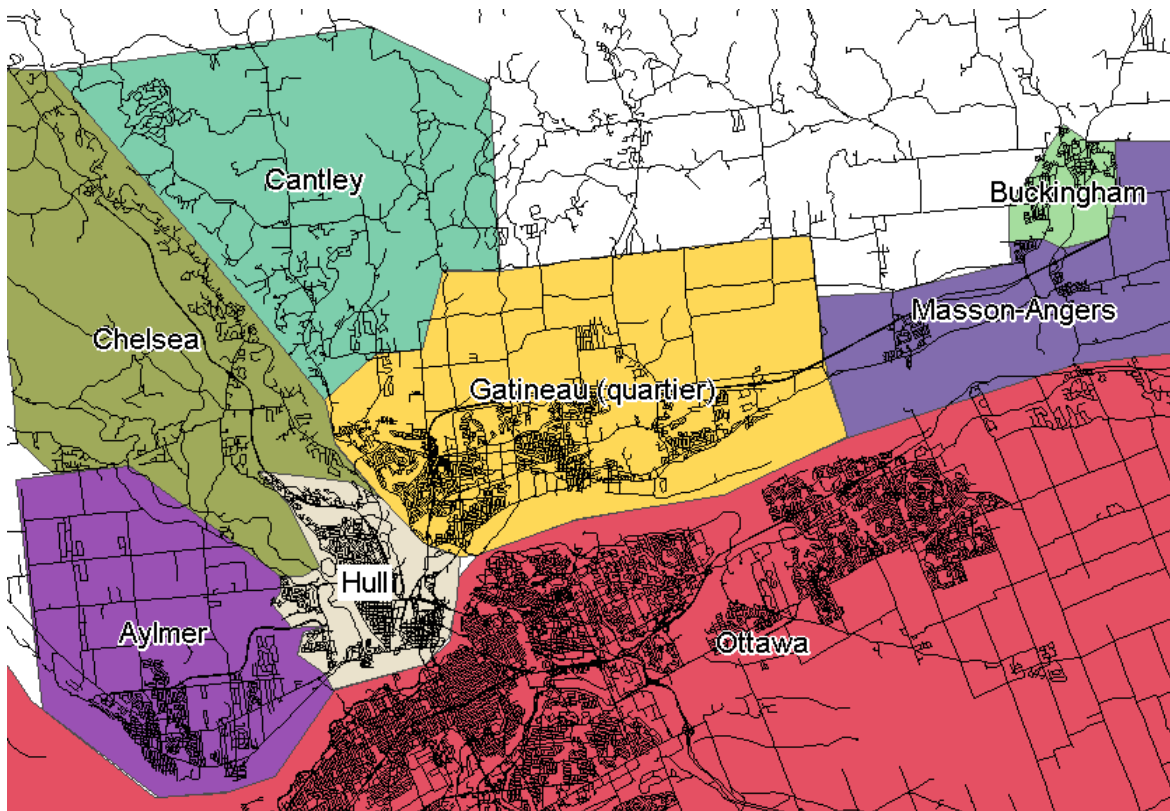 Cantley
Buckingham
Masson-Angers
Chelsea
Gatineau (quartier)
Hull
Aylmer
Ottawa